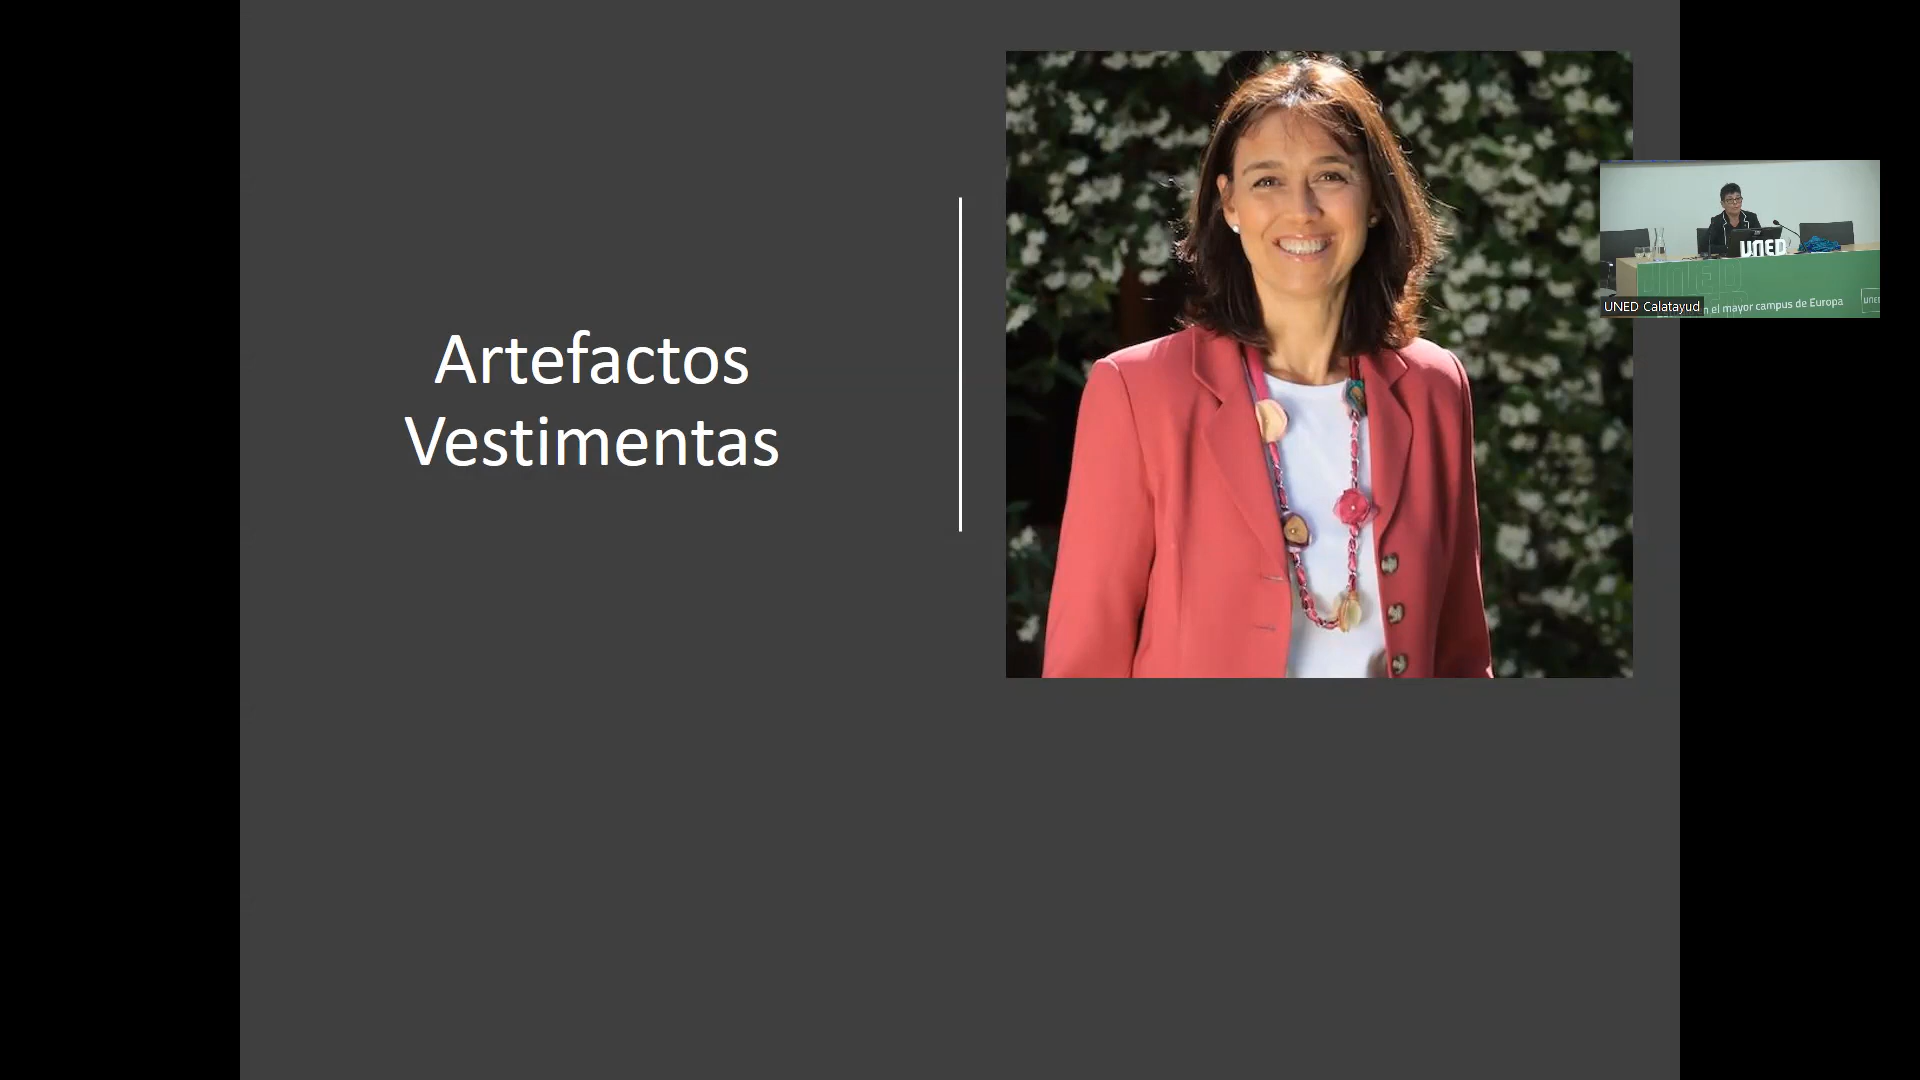 Artefactos
Vestimentas
UNED
UNED Calatayud
n el mayor campus de Europa